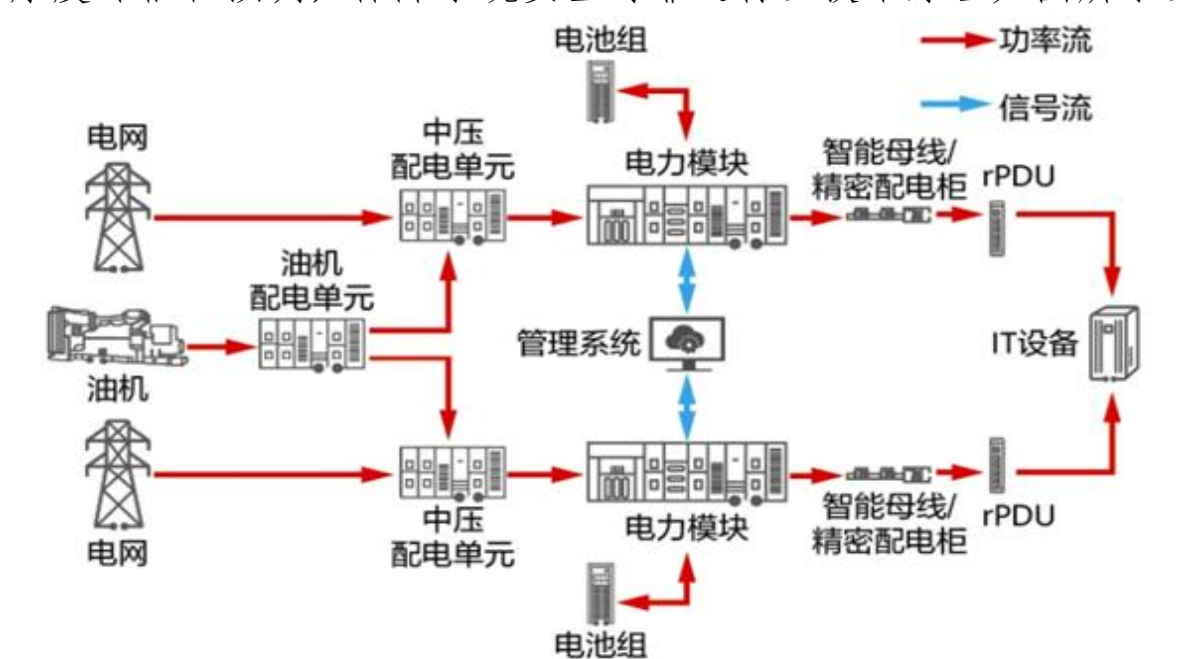 电池组
功率流
信号流
电网
中压
配电单元
电力模块
智能母线/
精密配电柜
rPDU
油机
配电单元
管理系统
IT设备
油机
电网
中压
配电单元
电力模块
智能母线/
精密配电柜
rPDU
电池组